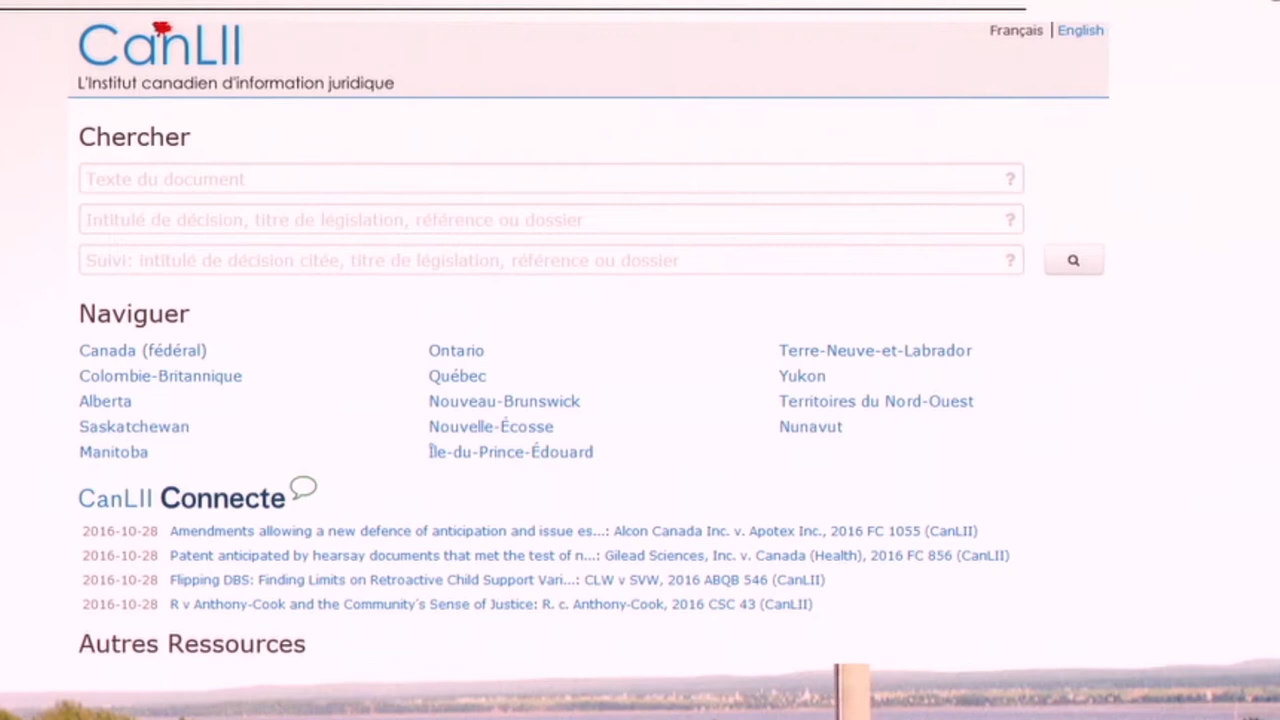 CanLII
Français | English
L'Institut canadien d'information juridique
Chercher
Texte du document ?
Intitulé de décision, titre de législation, référence ou dossier ?
Suivi: intitulé de décision citée, titre de législation, référence ou dossier ?
Naviguer
Canada (fédéral) Ontario Terre-Neuve-et-Labrador
Colombie-Britannique Québec Yukon
Alberta Nouveau-Brunswick Territoires du Nord-Ouest
Saskatchewan Nouvelle-Écosse Nunavut
Manitoba Île-du-Prince-Édouard
CanLII Connecte
2016-10-28 Amendments allowing a new defence of anticipation and issue es...: Alcon Canada Inc. v. Apotex Inc., 2016 FC 1055 (CanLII)
2016-10-28 Patent anticipated by hearsay documents that met the test of n...: Gilead Sciences, Inc. v. Canada (Health), 2016 FC 856 (CanLII)
2016-10-28 Flipping DBS: Finding Limits on Retroactive Child Support Vari...: CLW v SVW, 2016 ABQB 546 (CanLII)
2016-10-28 R v Anthony-Cook and the Community's Sense of Justice: R. c. Anthony-Cook, 2016 CSC 43 (CanLII)
Autres Ressources